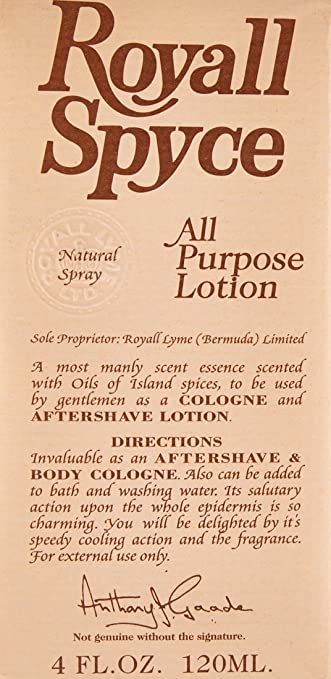 Royall
Spyce
Natural
Spray
All
Purpose
Lotion
Sole Proprietor: Royall Lyme (Bermuda) Limited
A most manly scent essence scented
with Oils of Island spices, to be used
by gentlemen as a COLOGNE and
AFTERSHAVE LOTION.
DIRECTIONS
Invaluable as an AFTERSHAVE &
BODY COLOGNE. Also can be added
to bath and washing water. Its salutary
action upon the whole epidermis is so
charming. You will be delighted by it's
speedy cooling action and the fragrance.
For external use only.
Not genuine without the signature.
4 FL.OZ. 120ML.